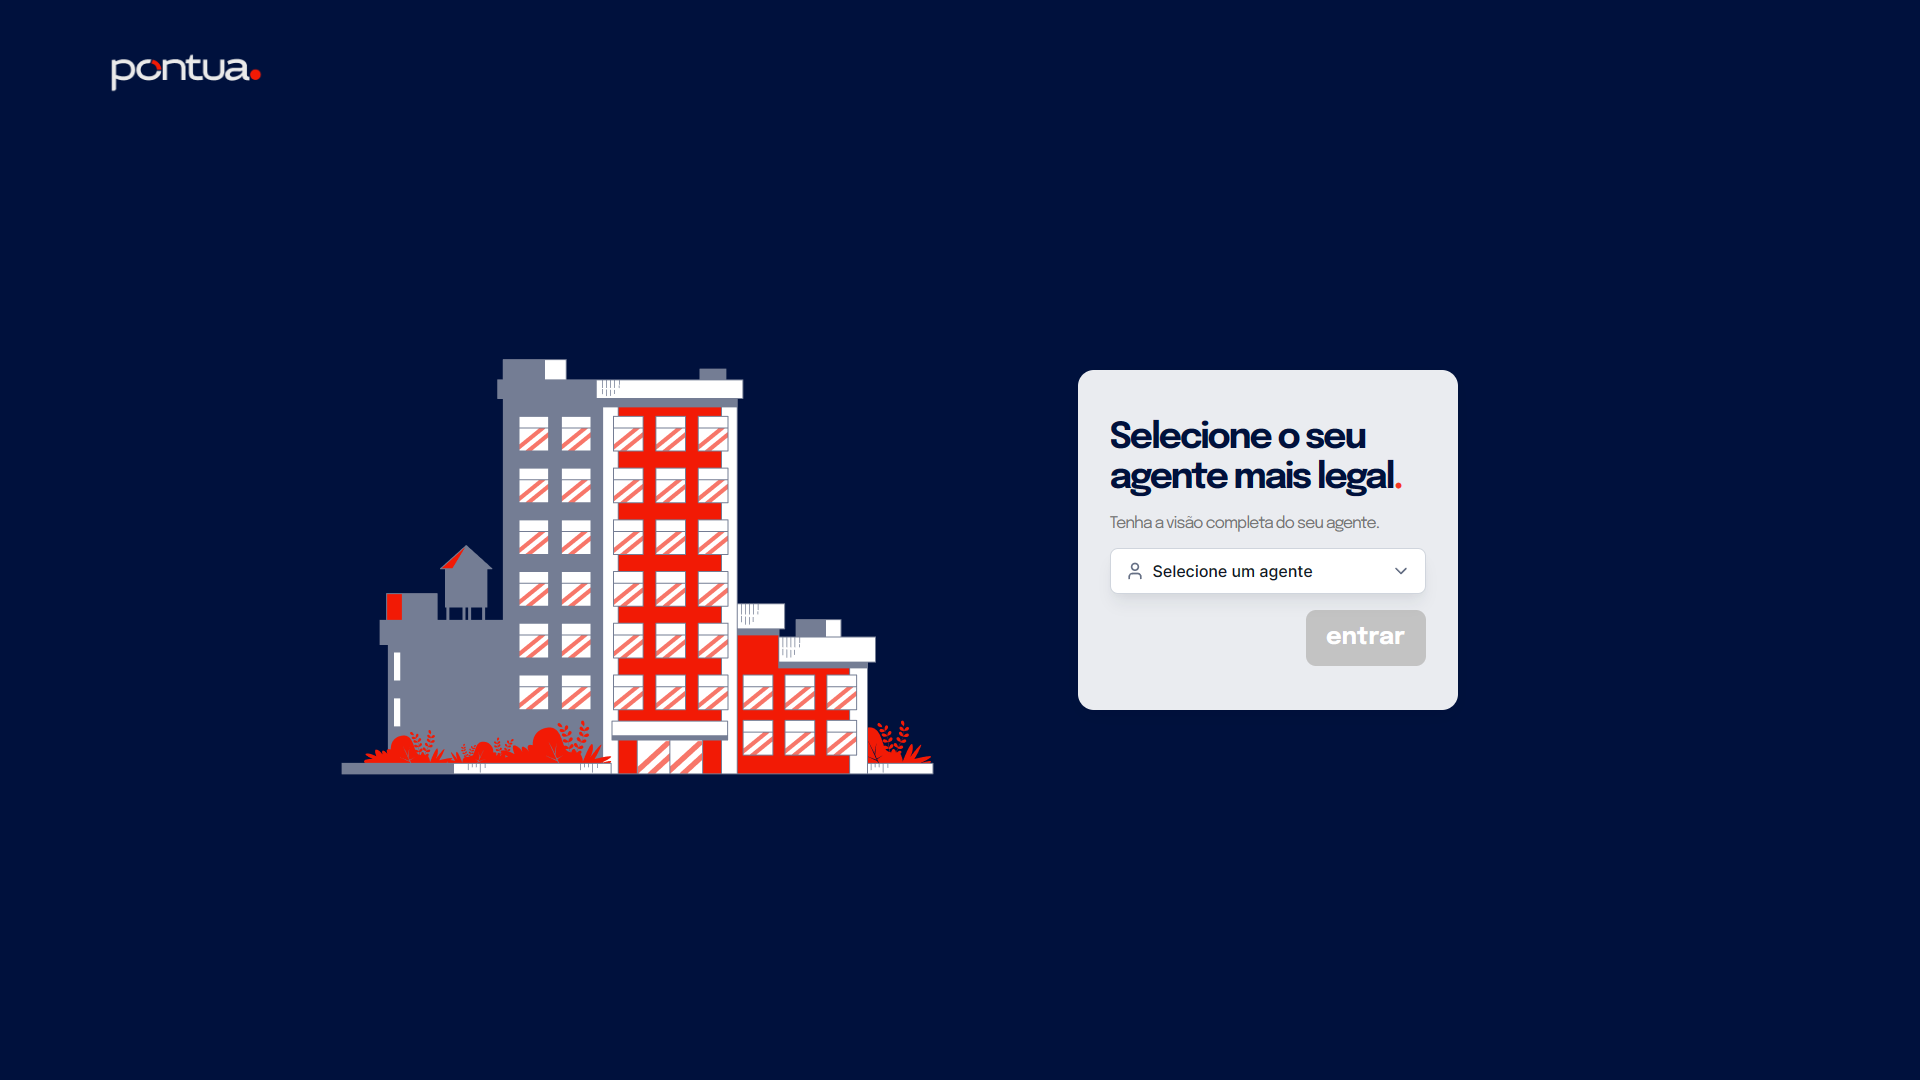 pontua.
Selecione o seu
agente mais legal.
Tenha a visão completa do seu agente.
Selecione um agente
entrar